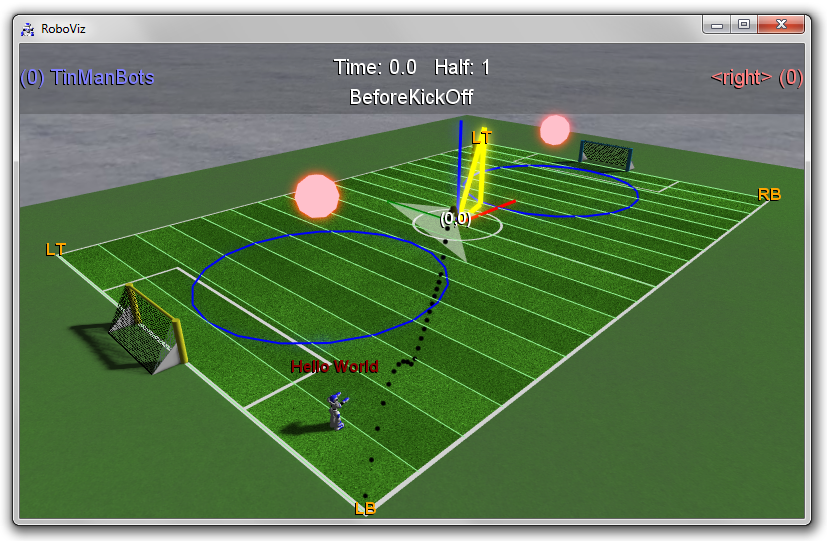 RoboViz
(0) TinManBots
Time: 0.0 Half: 1
<right> (0)
BeforeKickOff
LT
RB
(0,0)
LT
Hello World
LB